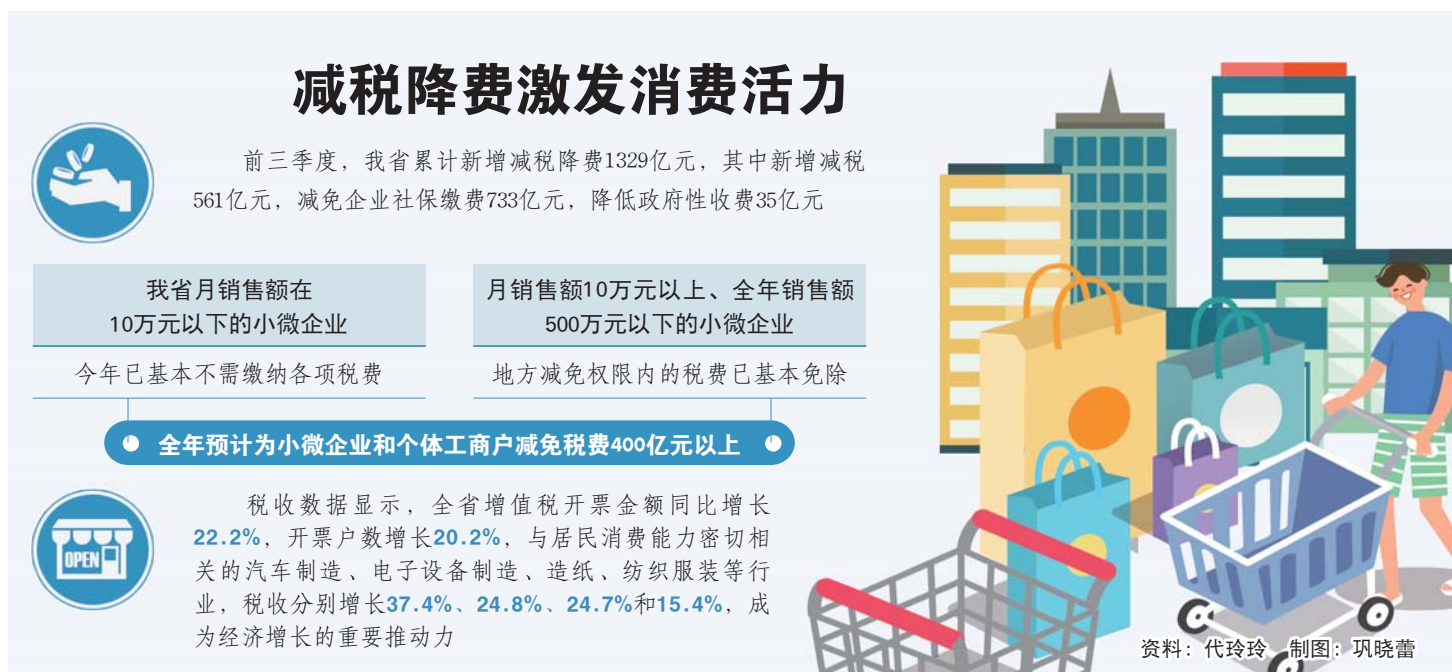 减税降费激发消费活力
前三季度，我省累计新增减税降费1329亿元，其中新增减税
561亿元，减免企业社保缴费733亿元，降低政府性收费35亿元
我省月销售额在
10万元以下的小微企业
今年已基本不需缴纳各项税费
月销售额10万元以上、全年销售额
500万元以下的小微企业
地方减免权限内的税费已基本免除
全年预计为小微企业和个体工商户减免税费400亿元以上
OPEN
税收数据显示，全省增值税开票金额同比增长
22.2%，开票户数增长20.2%，与居民消费能力密切相
关的汽车制造、电子设备制造、造纸、纺织服装等行
业，税收分别增长37.4%、24.8%、24.7%和15.4%，成
为经济增长的重要推动力
资料：代玲玲　制图：巩晓蕾